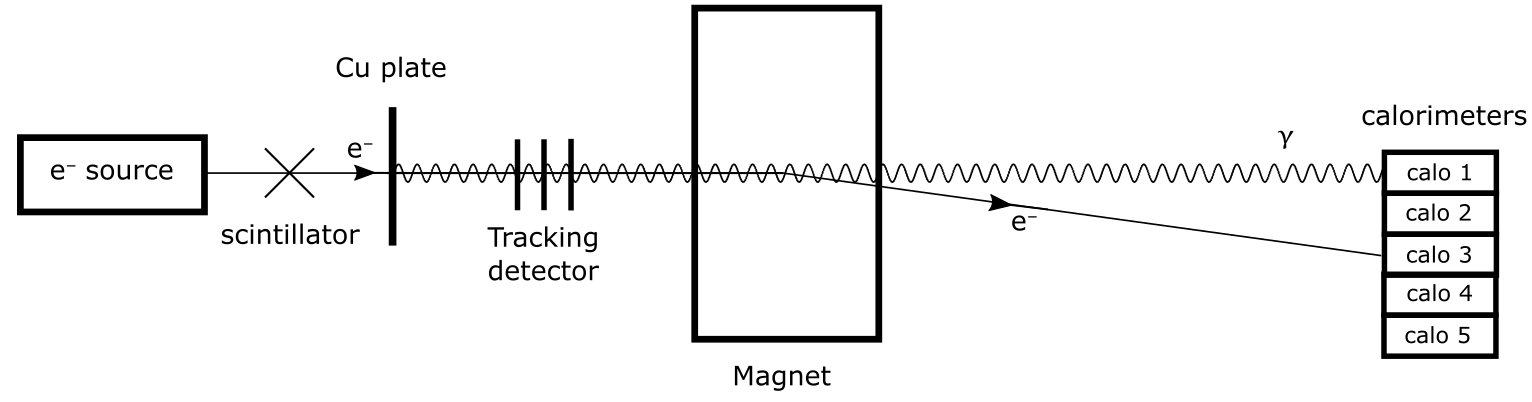 Cu plate
calorimeters
γ
e⁻ source
e⁻
calo 1
calo 2
scintillator
Tracking
detector
e⁻
calo 3
calo 4
calo 5
Magnet